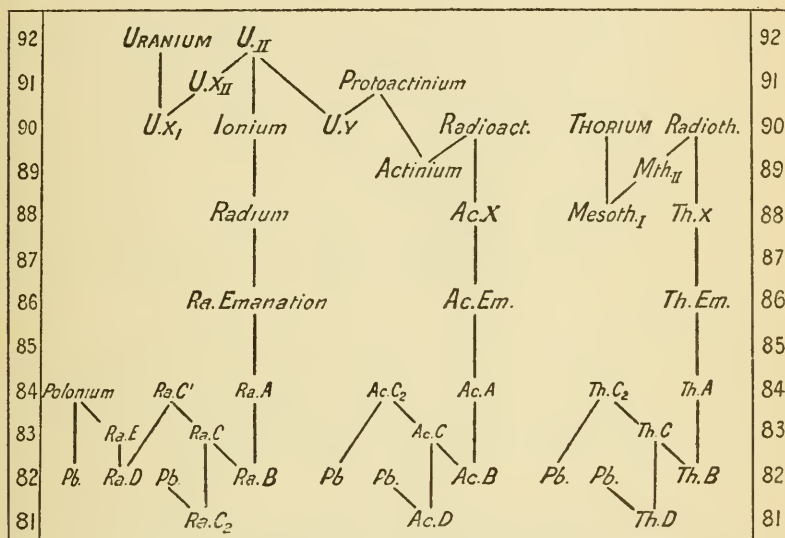 92 URANIUM U.II 92
91 U.XII Protoactinium 91
90 U.XI Ionium U.Y Radioact. THORIUM Radioth. 90
89 Actinium Mth.II 89
88 Radium Ac.X Mesoth.I Th.X 88
87 87
86 Ra.Emanation Ac.Em. Th.Em. 86
85 85
84 Polonium Ra.C' Ra.A Ac.C2 Ac.A Th.C2 Th.A 84
83 Ra.E Ra.C Ac.C Th.C 83
82 Pb. Ra.D Pb. Ra.B Pb Pb. Ac.B Pb. Pb. Th.B 82
81 Ra.C2 Ac.D Th.D 81